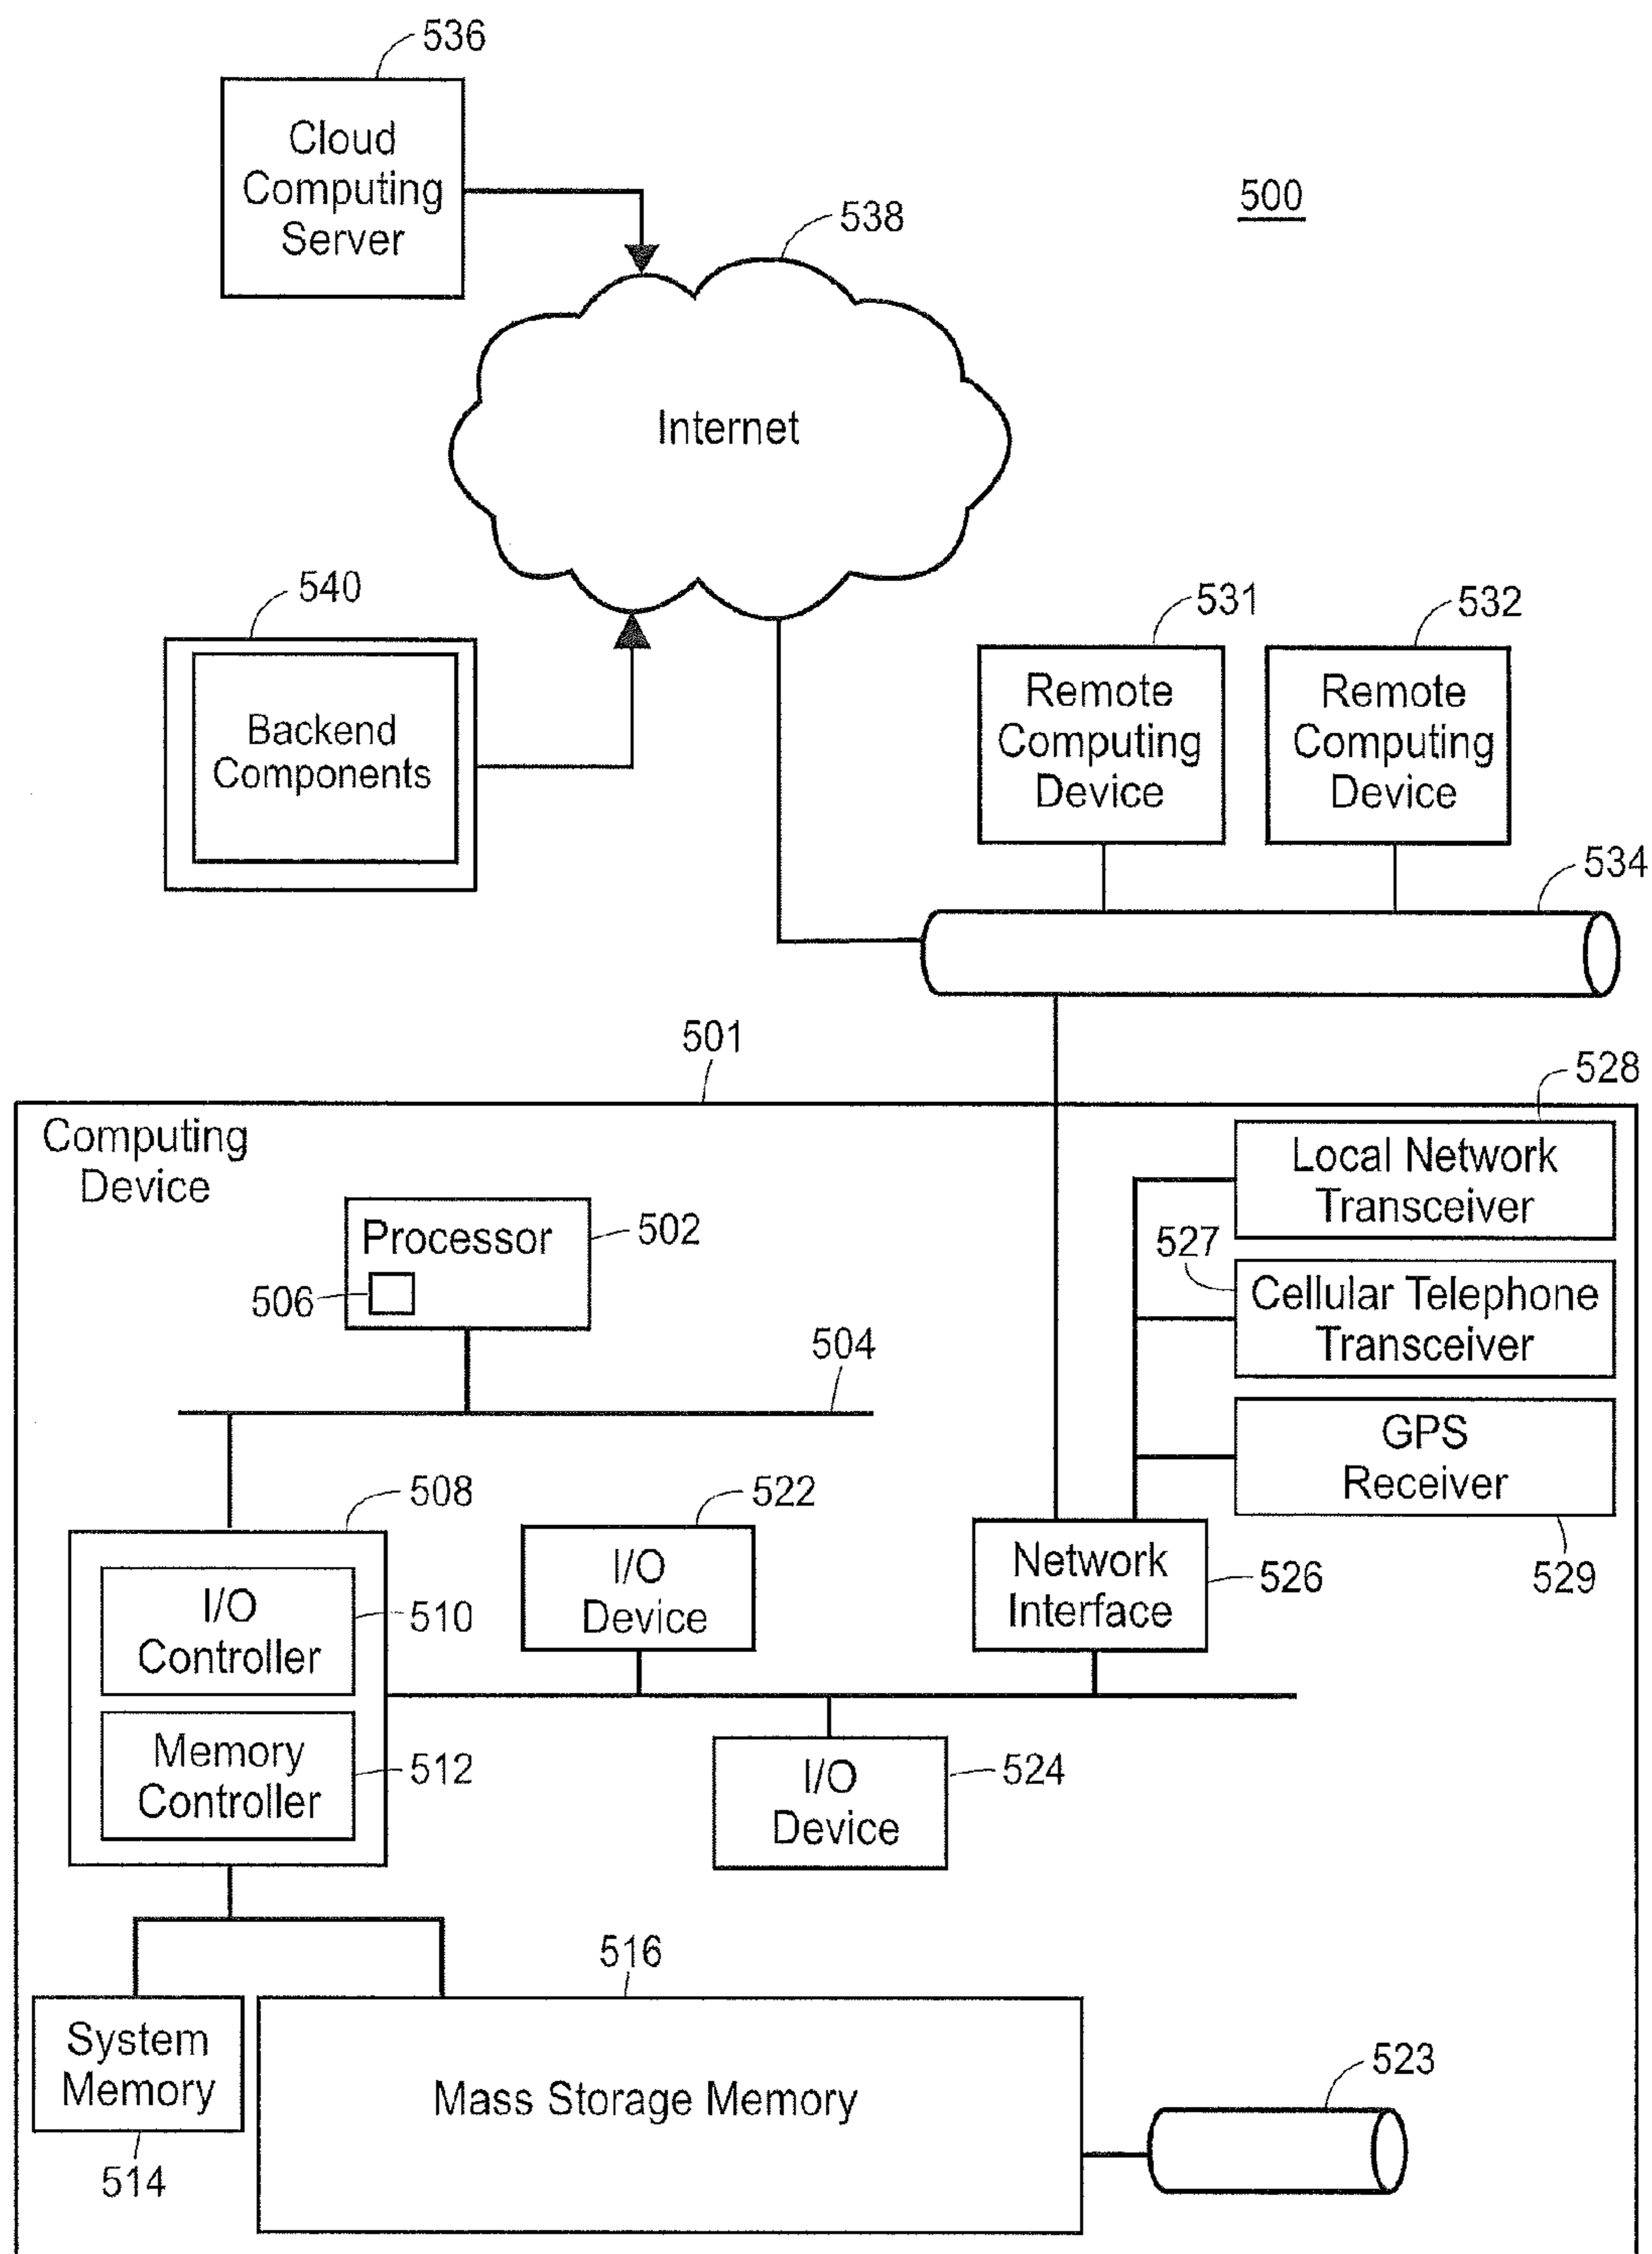 536
Cloud
Computing
Server
500
538
Internet
540
Backend
Components
531
532
Remote
Computing
Device
Remote
Computing
Device
534
501
528
Computing
Device
Local Network
Transceiver
Processor
502
506
527
Cellular Telephone
Transceiver
504
GPS
Receiver
529
508
522
I/O
Device
Network
Interface
526
I/O
Controller
510
Memory
Controller
512
I/O
Device
524
516
System
Memory
514
Mass Storage Memory
523